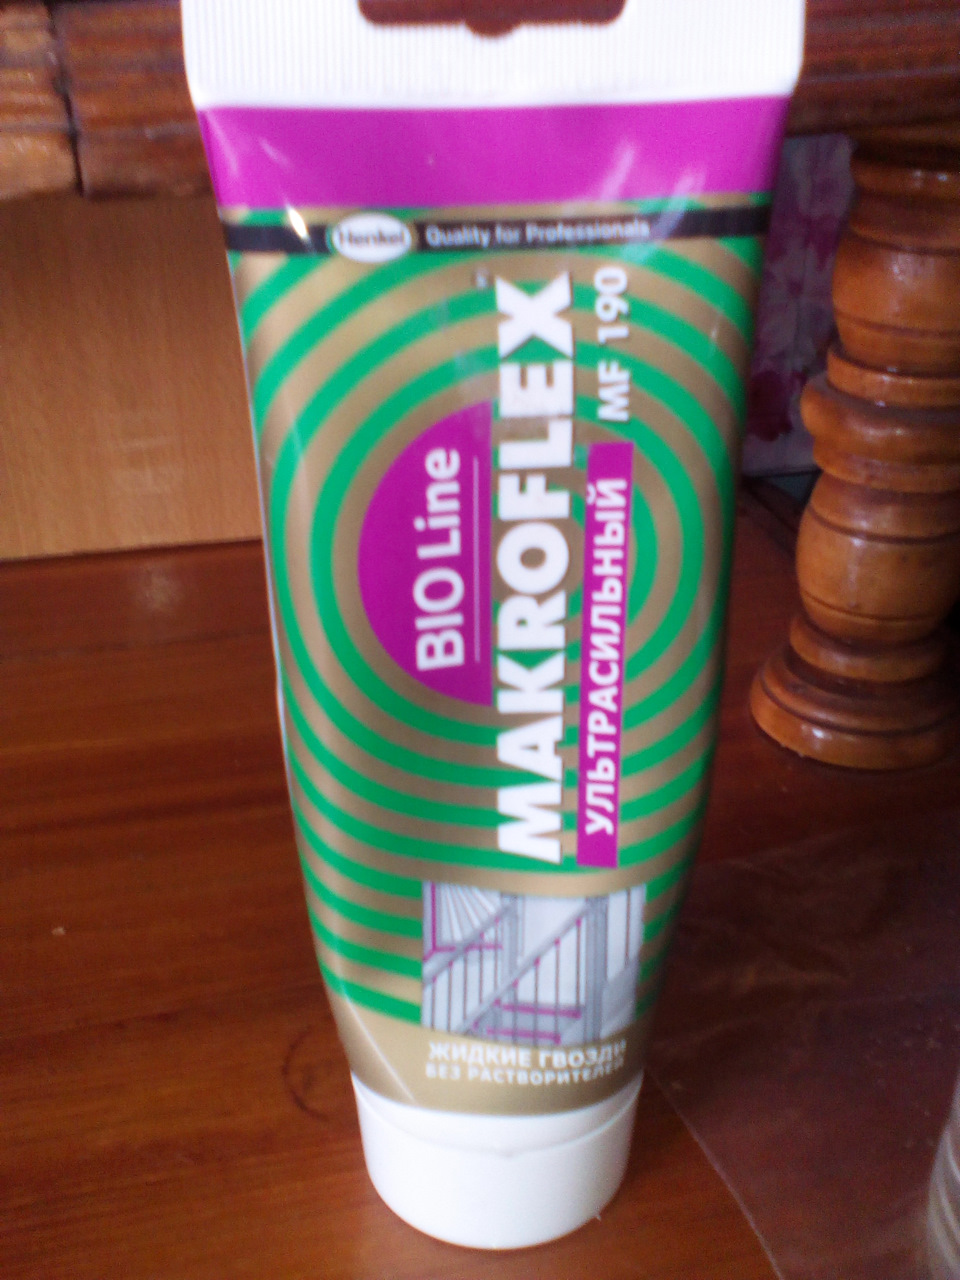 Henkel Quality for Professionals
BIO Line
MAKROFLEX
УЛЬТРАСИЛЬНЫЙ MF 190
ЖИДКИЕ ГВОЗДИ
БЕЗ РАСТВОРИТЕЛЕЙ